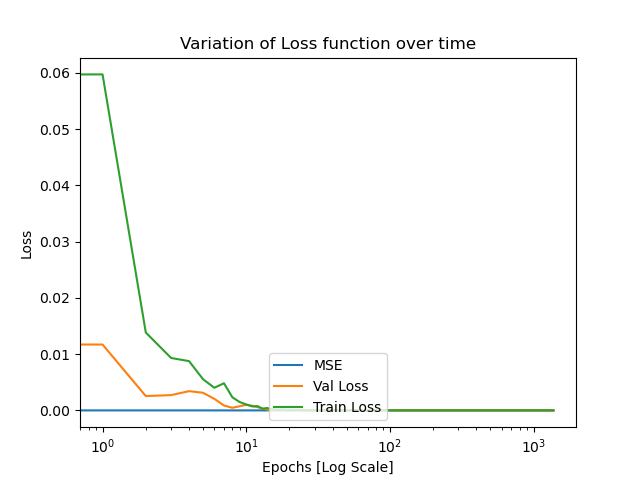 Variation of Loss function over time
Loss
0.06
0.05
0.04
0.03
0.02
0.01
0.00
MSE
Val Loss
Train Loss
10⁰
10¹
10²
10³
Epochs [Log Scale]